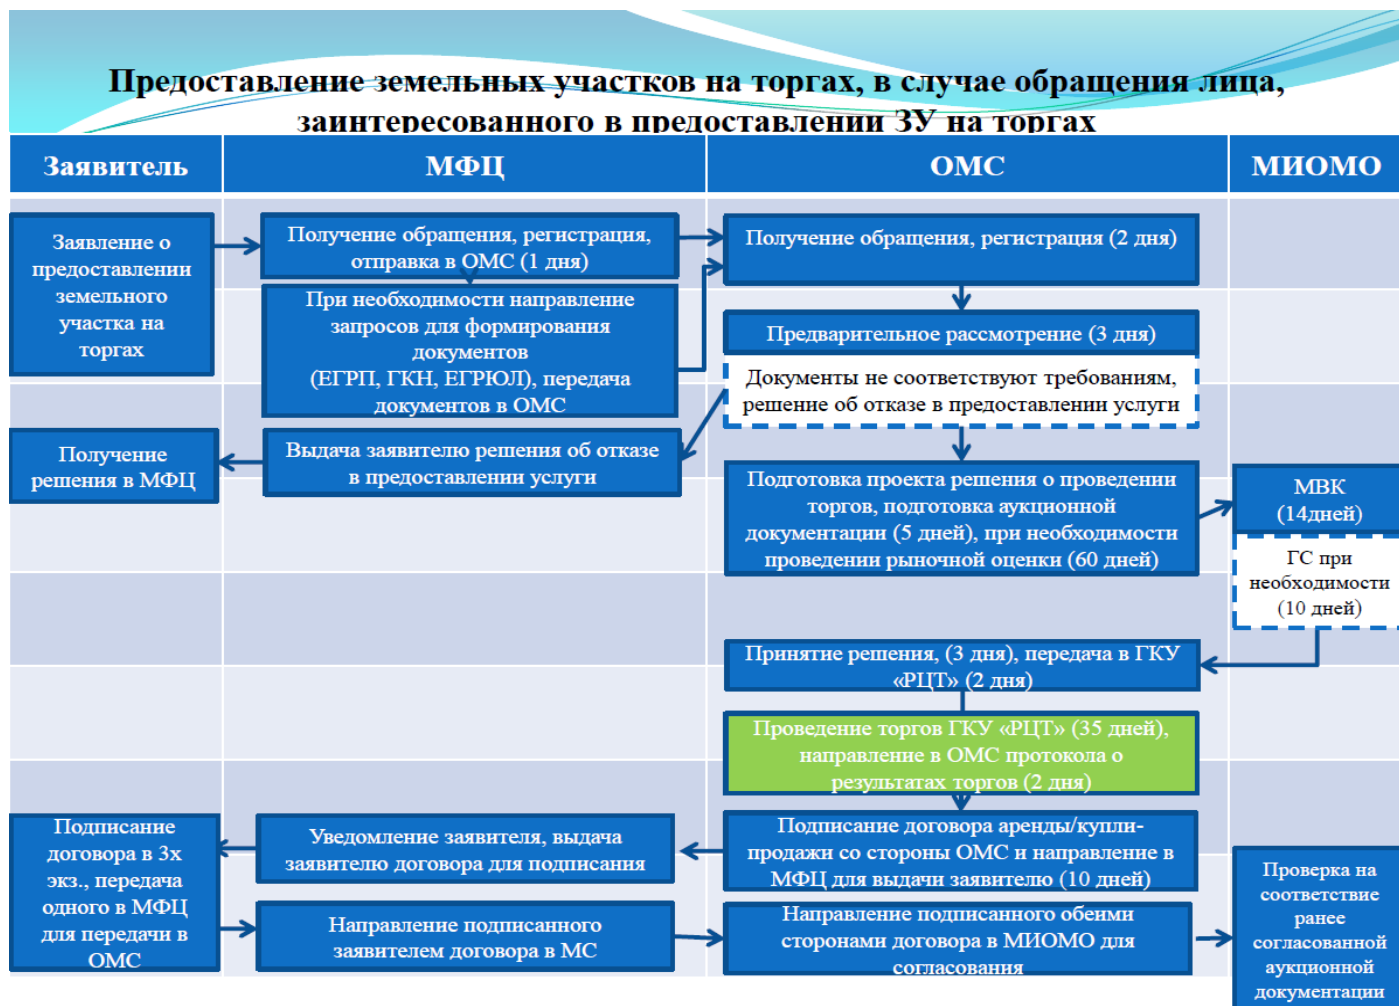 Предоставление земельных участков на торгах, в случае обращения лица,
заинтересованного в предоставлении ЗУ на торгах
Заявитель
МФЦ
ОМС
МИОМО
Заявление о
предоставлении
земельного
участка на
торгах
Получение обращения, регистрация,
отправка в ОМС (1 дня)
Получение обращения, регистрация (2 дня)
При необходимости направление
запросов для формирования
документов
(ЕГРП, ГКН, ЕГРЮЛ), передача
документов в ОМС
Предварительное рассмотрение (3 дня)
Документы не соответствуют требованиям,
решение об отказе в предоставлении услуги
Получение
решения в МФЦ
Выдача заявителю решения об отказе
в предоставлении услуги
Подготовка проекта решения о проведении
торгов, подготовка аукционной
документации (5 дней), при необходимости
проведении рыночной оценки (60 дней)
МВК
(14дней)
ГС при
необходимости
(10 дней)
Принятие решения, (3 дня), передача в ГКУ
«РЦТ» (2 дня)
Проведение торгов ГКУ «РЦТ» (35 дней),
направление в ОМС протокола о
результатах торгов (2 дня)
Подписание
договора в 3х
экз., передача
одного в МФЦ
для передачи в
ОМС
Уведомление заявителя, выдача
заявителю договора для подписания
Подписание договора аренды/купли-
продажи со стороны ОМС и направление в
МФЦ для выдачи заявителю (10 дней)
Направление подписанного
заявителем договора в МС
Направление подписанного обеими
сторонами договора в МИОМО для
согласования
Проверка на
соответствие
ранее
согласованной
аукционной
документации